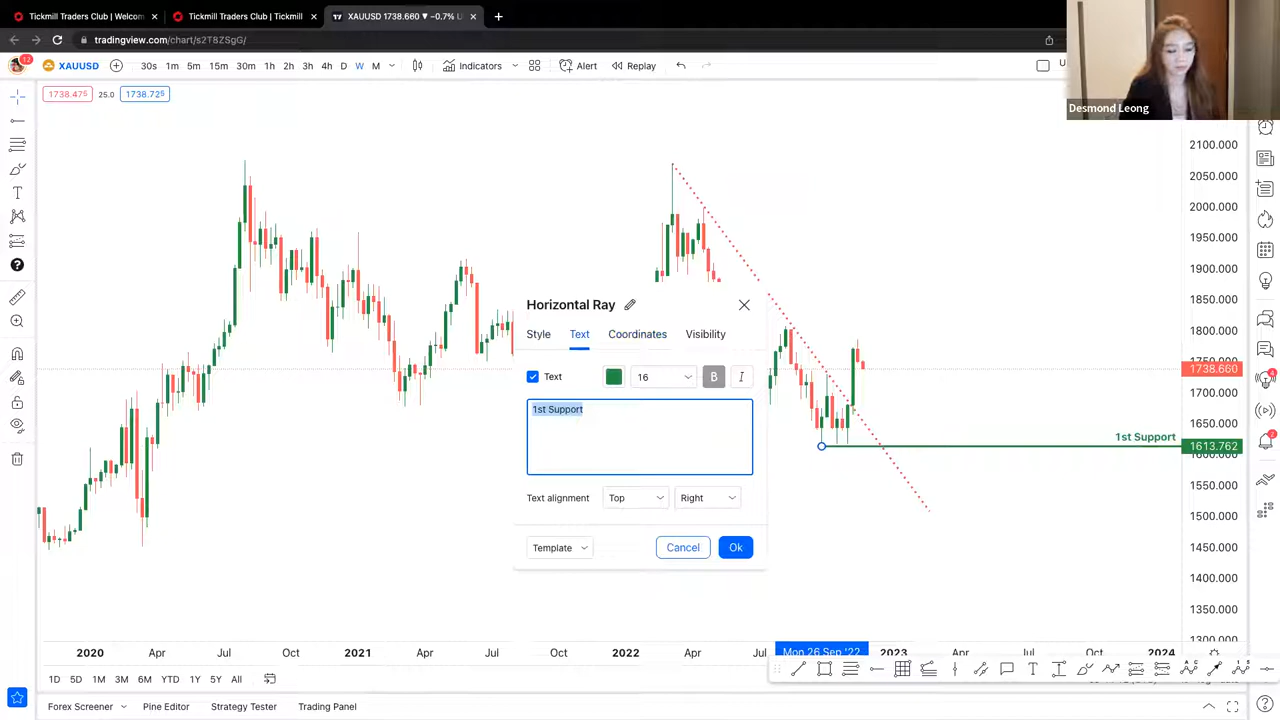 Tickmill Traders Club | Welcom
Tickmill Traders Club | Tickmill
XAUUSD 1738.660 ▼ −0.7% U
tradingview.com/chart/s2T8ZSgG/
Desmond Leong
12
XAUUSD
30s
1m
5m
15m
30m
1h
2h
3h
4h
D
W
M
Indicators
Alert
Replay
1738.475
25.0
1738.725
2100.000
2050.000
2000.000
1950.000
1900.000
1850.000
1800.000
1750.000
1738.660
1700.000
1650.000
1613.762
1600.000
1550.000
1500.000
1450.000
1400.000
1350.000
1300.000
1st Support
Horizontal Ray
Style
Text
Coordinates
Visibility
Text
16
B
I
1st Support
Text alignment
Top
Right
Template
Cancel
Ok
2020
Apr
Jul
Oct
2021
Apr
Jul
Oct
2022
Apr
Jul
Mon 26 Sep '22
2023
Apr
Jul
Oct
2024
1D
5D
1M
3M
6M
YTD
1Y
5Y
All
Forex Screener
Pine Editor
Strategy Tester
Trading Panel